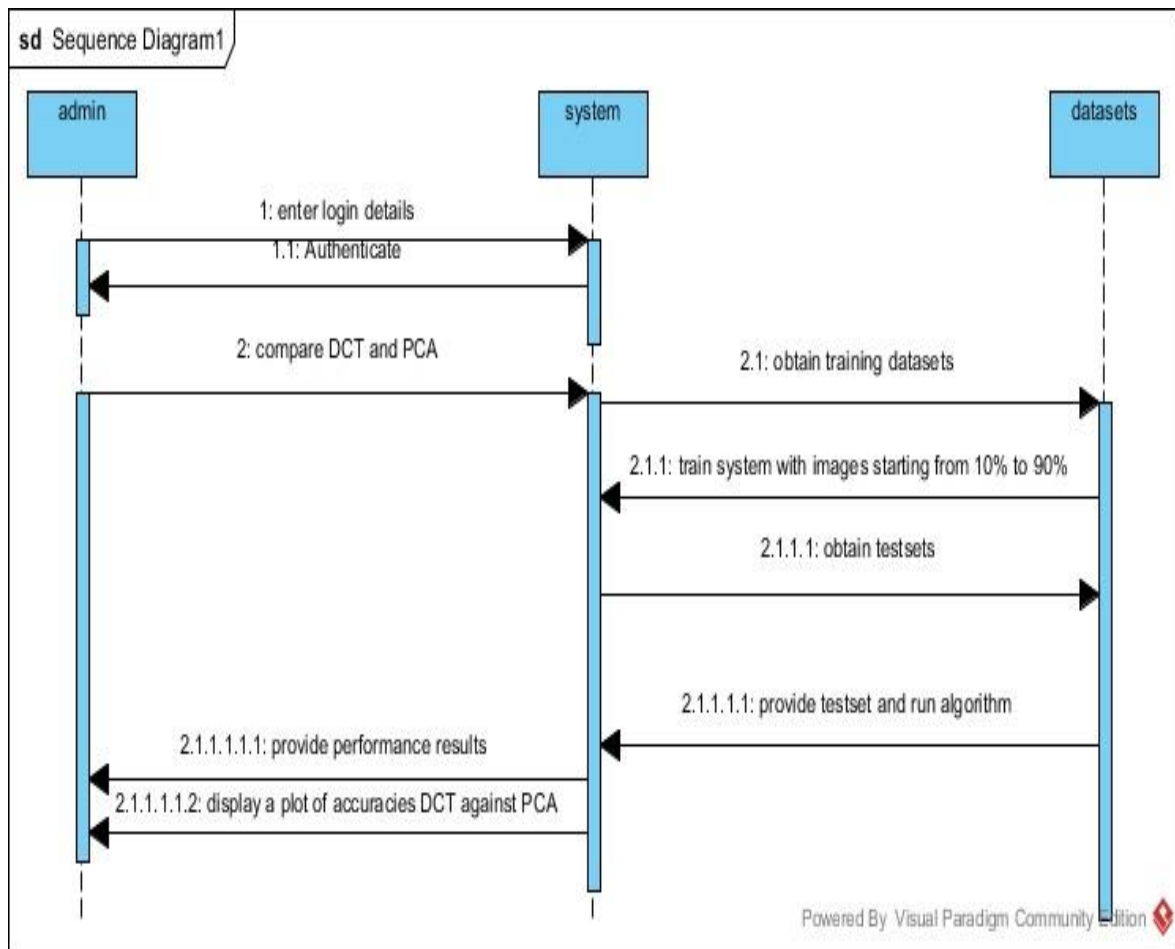 sd Sequence Diagram1
admin
system
datasets
1: enter login details
1.1: Authenticate
2: compare DCT and PCA
2.1: obtain training datasets
2.1.1: train system with images starting from 10% to 90%
2.1.1.1: obtain testsets
2.1.1.1.1: provide testset and run algorithm
2.1.1.1.1.1: provide performance results
2.1.1.1.1.2: display a plot of accuracies DCT against PCA
Powered By Visual Paradigm Community Edition